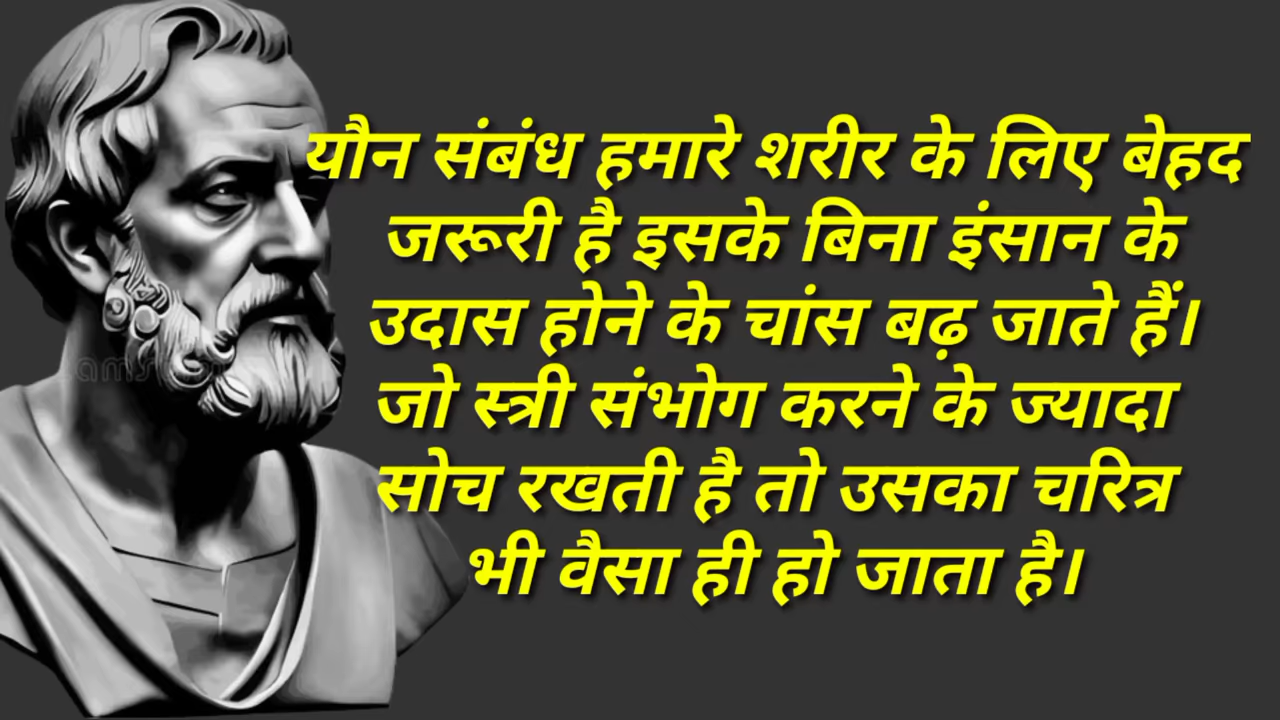 यौन संबंध हमारे शरीर के लिए बेहद
जरूरी है इसके बिना इंसान के
उदास होने के चांस बढ़ जाते हैं।
जो स्त्री संभोग करने के ज्यादा
सोच रखती है तो उसका चरित्र
भी वैसा ही हो जाता है।